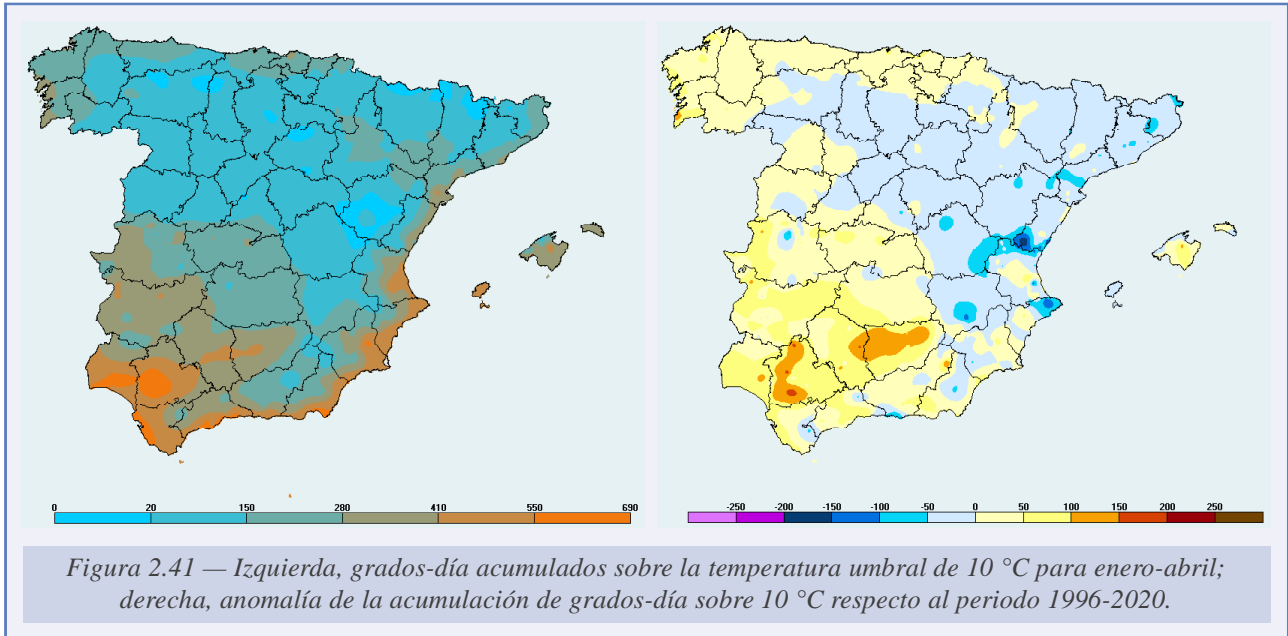 0 20 150 280 410 550 690
-250 -200 -150 -100 -50 0 50 100 150 200 250
Figura 2.41 — Izquierda, grados-día acumulados sobre la temperatura umbral de 10 °C para enero-abril;
derecha, anomalía de la acumulación de grados-día sobre 10 °C respecto al periodo 1996-2020.